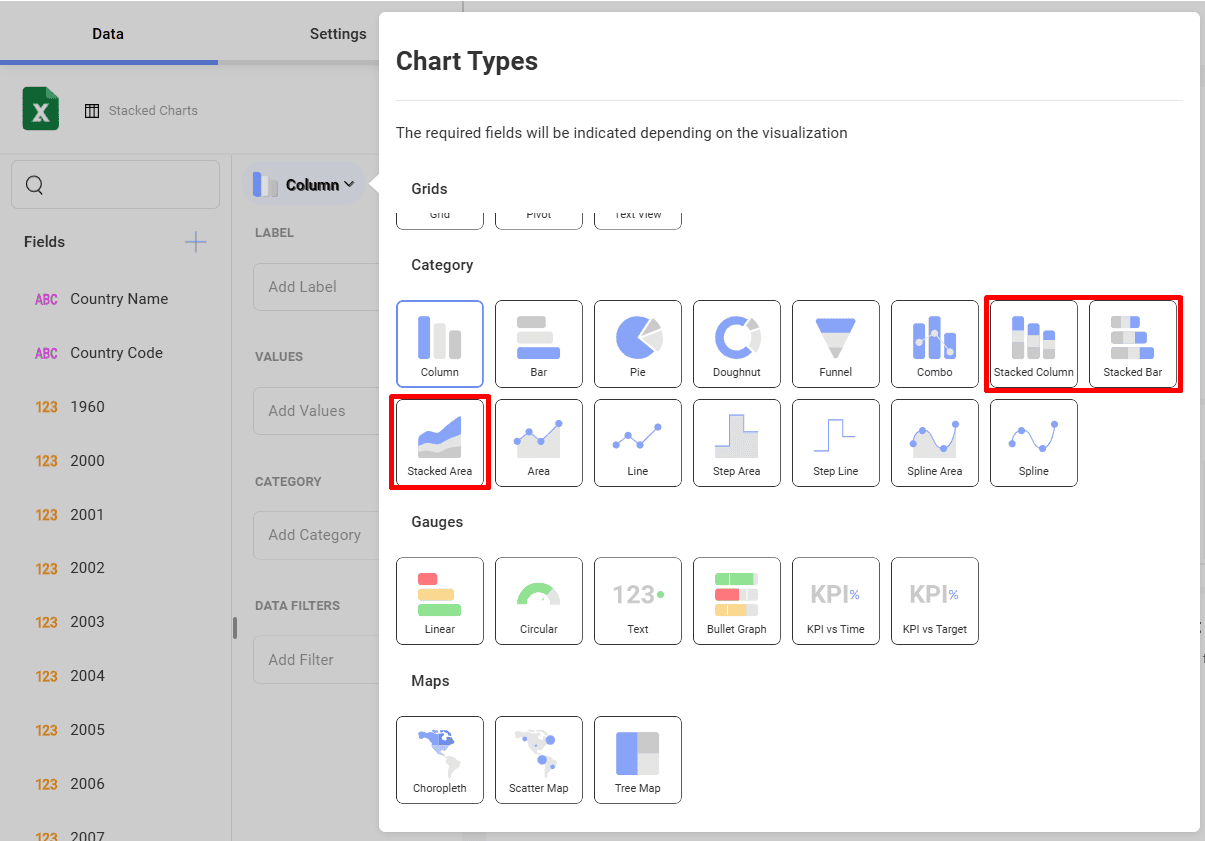 Data
Settings
X
Stacked Charts
Fields
ABC Country Name
ABC Country Code
123 1960
123 2000
123 2001
123 2002
123 2003
123 2004
123 2005
123 2006
123 2007
Column
LABEL
Add Label
VALUES
Add Values
CATEGORY
Add Category
DATA FILTERS
Add Filter
Chart Types
The required fields will be indicated depending on the visualization
Grids
Grid Pivot Text View
Category
Column Bar Pie Doughnut Funnel Combo Stacked Column Stacked Bar
Stacked Area Area Line Step Area Step Line Spline Area Spline
Gauges
123 KPI% KPI%
Linear Circular Text Bullet Graph KPI vs Time KPI vs Target
Maps
Choropleth Scatter Map Tree Map